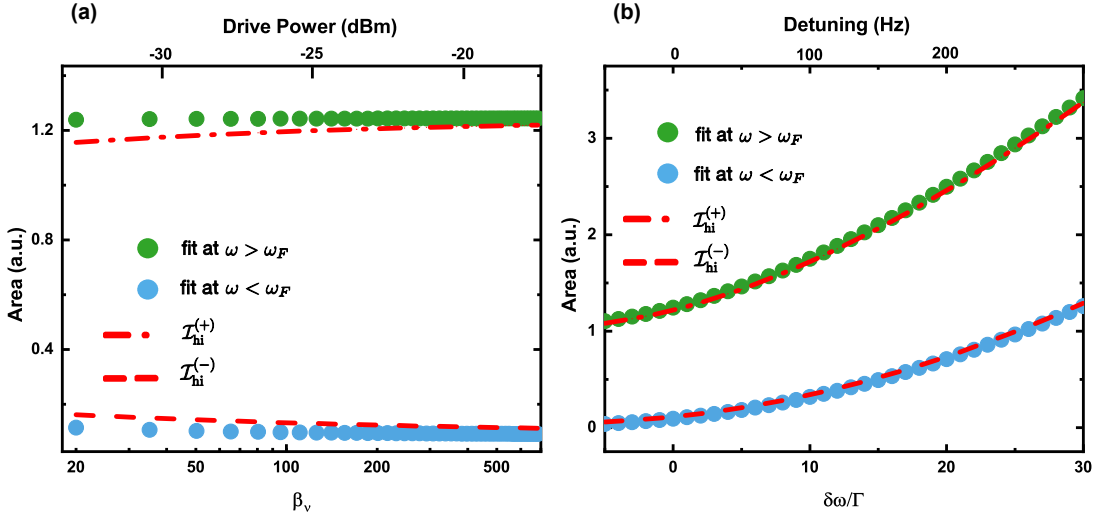 (a)
Drive Power (dBm)
-30 -25 -20
Area (a.u.)
1.2
0.8
0.4
fit at ω > ω_F
fit at ω < ω_F
𝓘_hi^(+)
𝓘_hi^(−)
20 50 100 200 500
β_ν
(b)
Detuning (Hz)
0 100 200
Area (a.u.)
3
2
1
0
fit at ω > ω_F
fit at ω < ω_F
𝓘_hi^(+)
𝓘_hi^(−)
0 10 20 30
δω/Γ